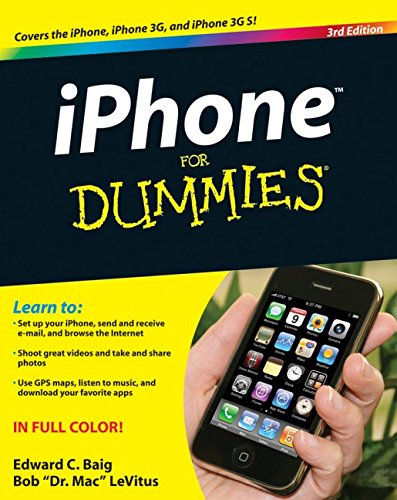 Covers the iPhone, iPhone 3G, and iPhone 3G S!
3rd Edition
iPhone™
FOR
DUMMIES®
Learn to:
• Set up your iPhone, send and receive
e-mail, and browse the Internet
• Shoot great videos and take and share
photos
• Use GPS maps, listen to music, and
download your favorite apps
IN FULL COLOR!
Edward C. Baig
Bob "Dr. Mac" LeVitus
AT&T
9